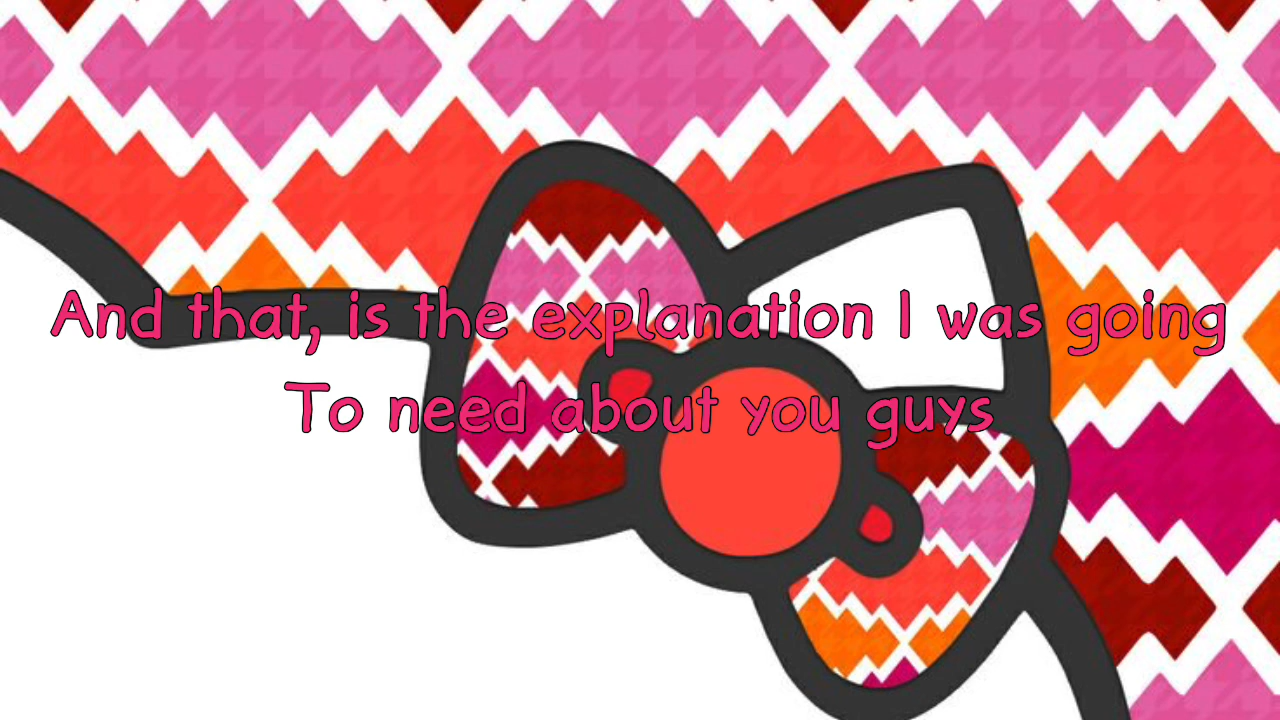 And that, is the explanation I was going
To need about you guys